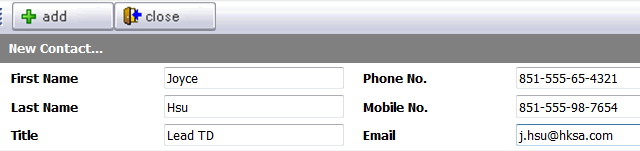 add close
New Contact...
First Name Joyce Phone No. 851-555-65-4321
Last Name Hsu Mobile No. 851-555-98-7654
Title Lead TD Email j.hsu@hksa.com